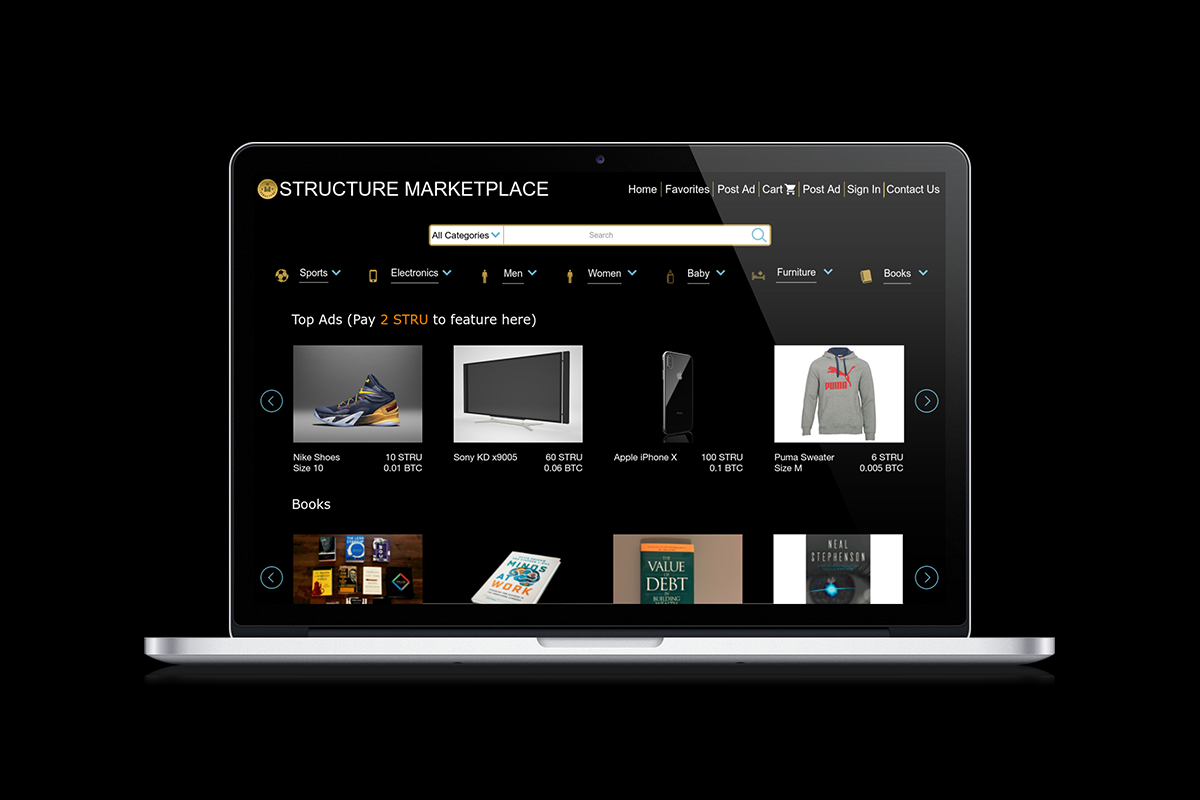 STRUCTURE MARKETPLACE
Home Favorites Post Ad Cart Post Ad Sign In Contact Us
All Categories Search
Sports Electronics Men Women Baby Furniture Books
Top Ads (Pay 2 STRU to feature here)
PUMA
Nike Shoes 10 STRU
Size 10 0.01 BTC
Sony KD x9005 60 STRU
0.06 BTC
Apple iPhone X 100 STRU
0.1 BTC
Puma Sweater 6 STRU
Size M 0.005 BTC
Books
MINDS
AT
WORK
THE
VALUE
OF
DEBT
IN
BUILDING
NEAL
STEPHENSON